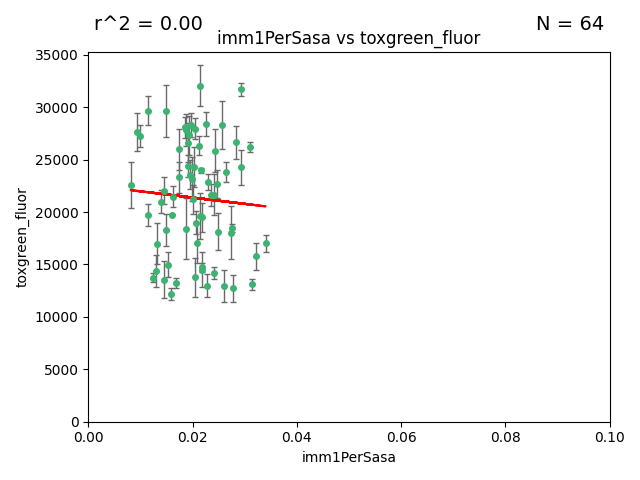 r^2 = 0.00
N = 64
imm1PerSasa vs toxgreen_fluor
35000
30000
25000
20000
15000
10000
5000
0
toxgreen_fluor
0.00
0.02
0.04
0.06
0.08
0.10
imm1PerSasa